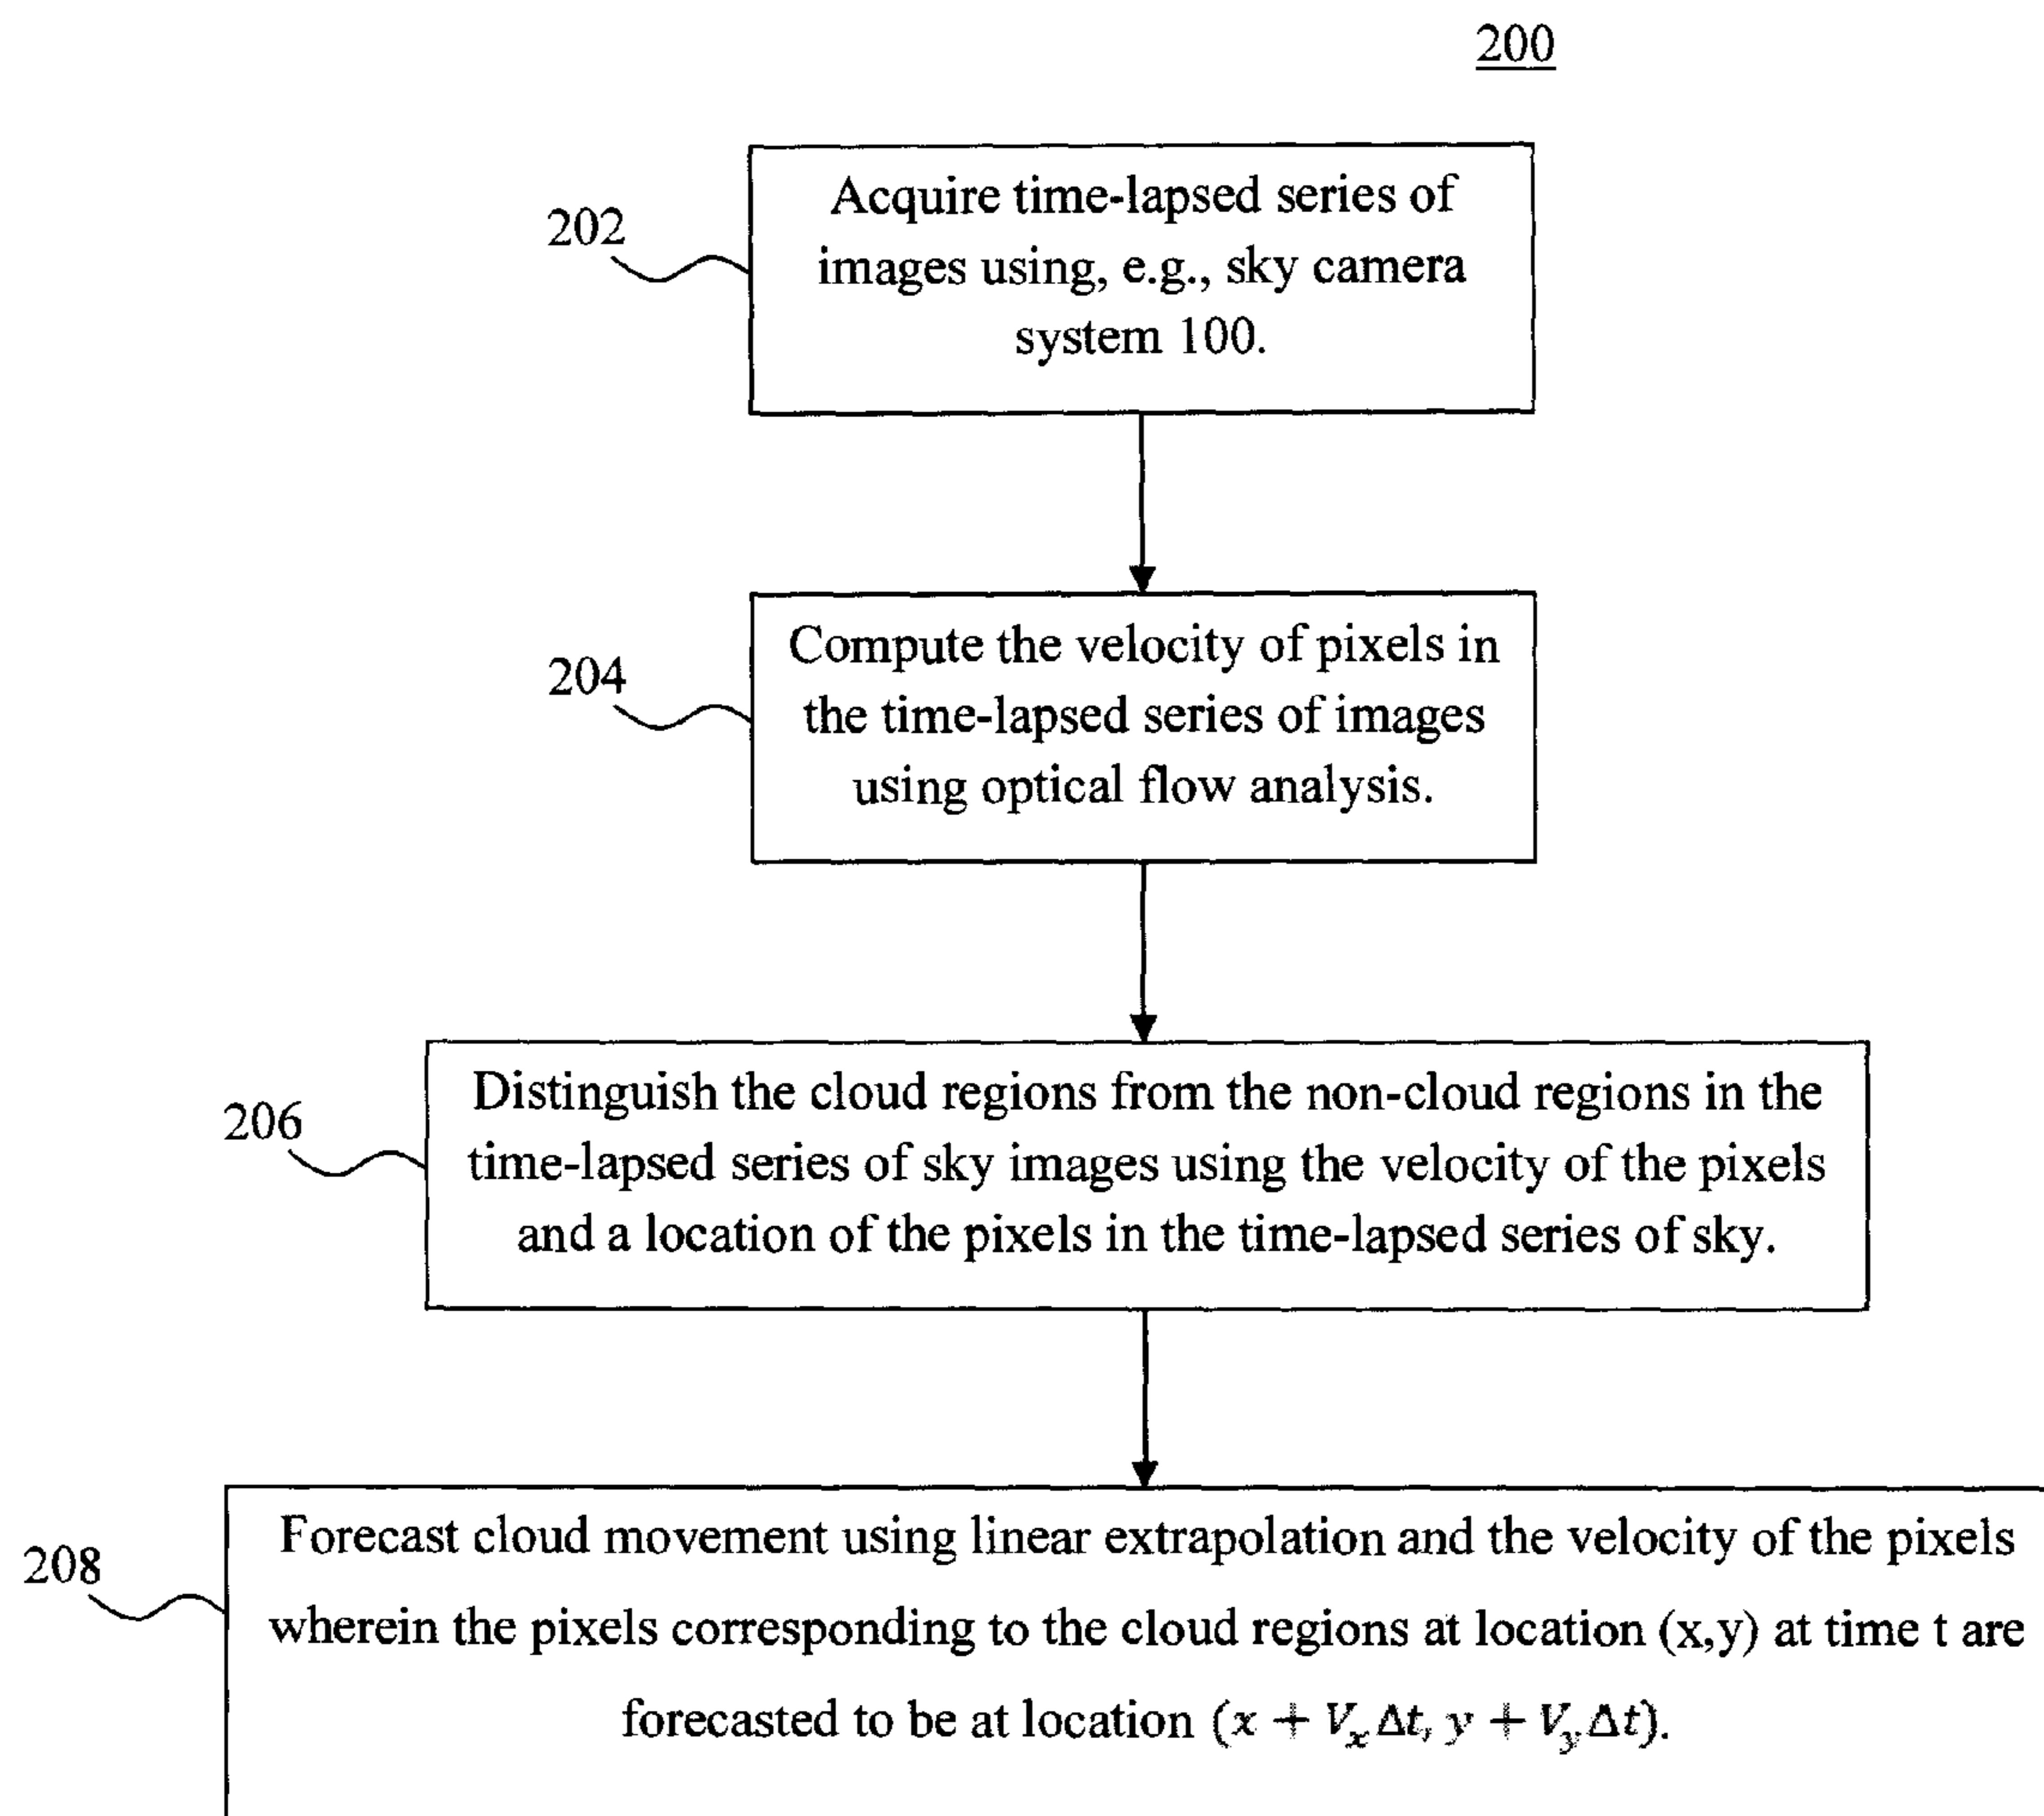 200
202
Acquire time-lapsed series of
images using, e.g., sky camera
system 100.
204
Compute the velocity of pixels in
the time-lapsed series of images
using optical flow analysis.
206
Distinguish the cloud regions from the non-cloud regions in the
time-lapsed series of sky images using the velocity of the pixels
and a location of the pixels in the time-lapsed series of sky.
208
Forecast cloud movement using linear extrapolation and the velocity of the pixels
wherein the pixels corresponding to the cloud regions at location (x,y) at time t are
forecasted to be at location (x + Vₓ Δt, y + V_y Δt).